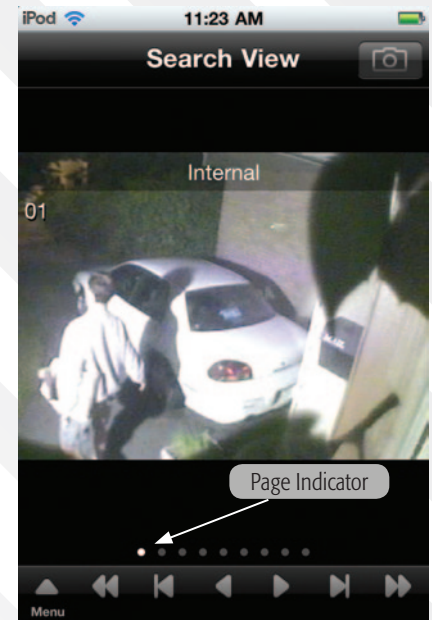 iPod 11:23 AM
Search View
Internal
01
Page Indicator
Menu